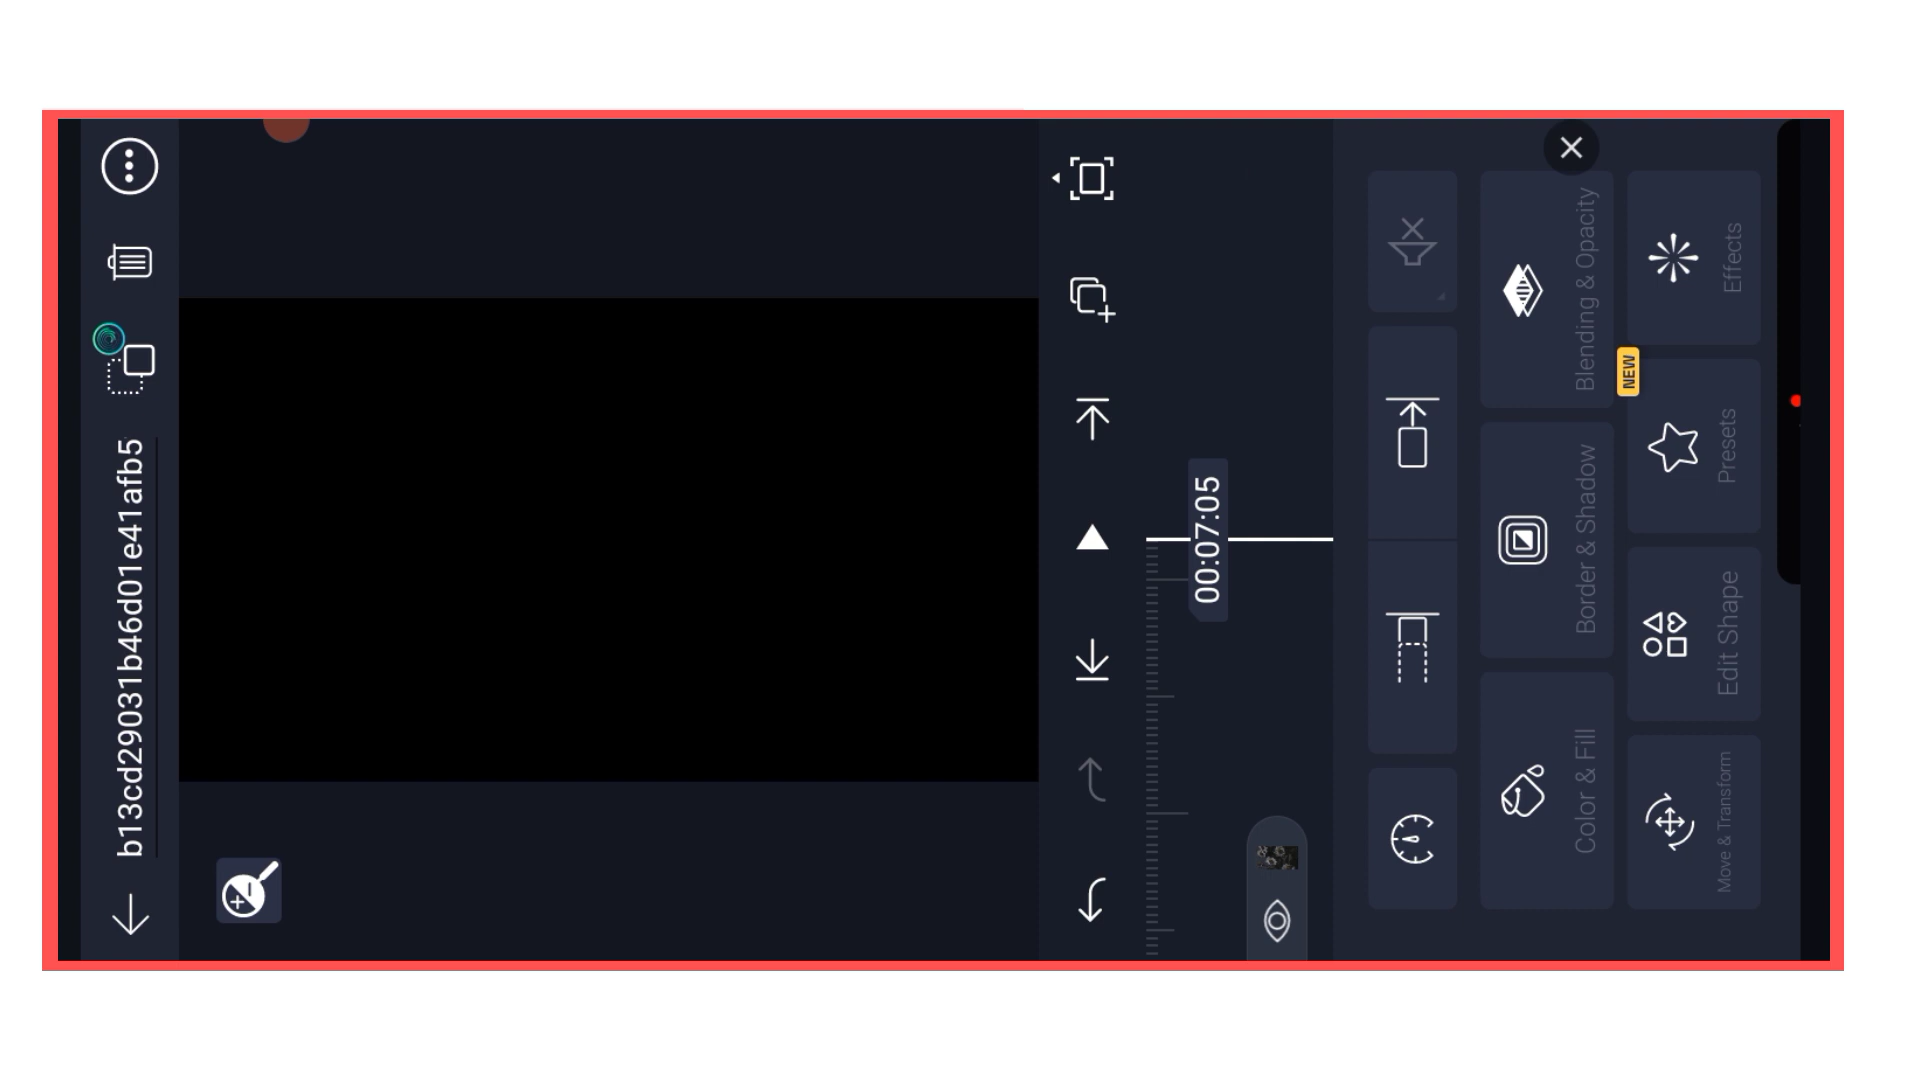 b13cd29031b46d01e41afb5
00:07:05
Color & Fill
Border & Shadow
Blending & Opacity
Move & Transform
Edit Shape
Presets
NEW
Effects